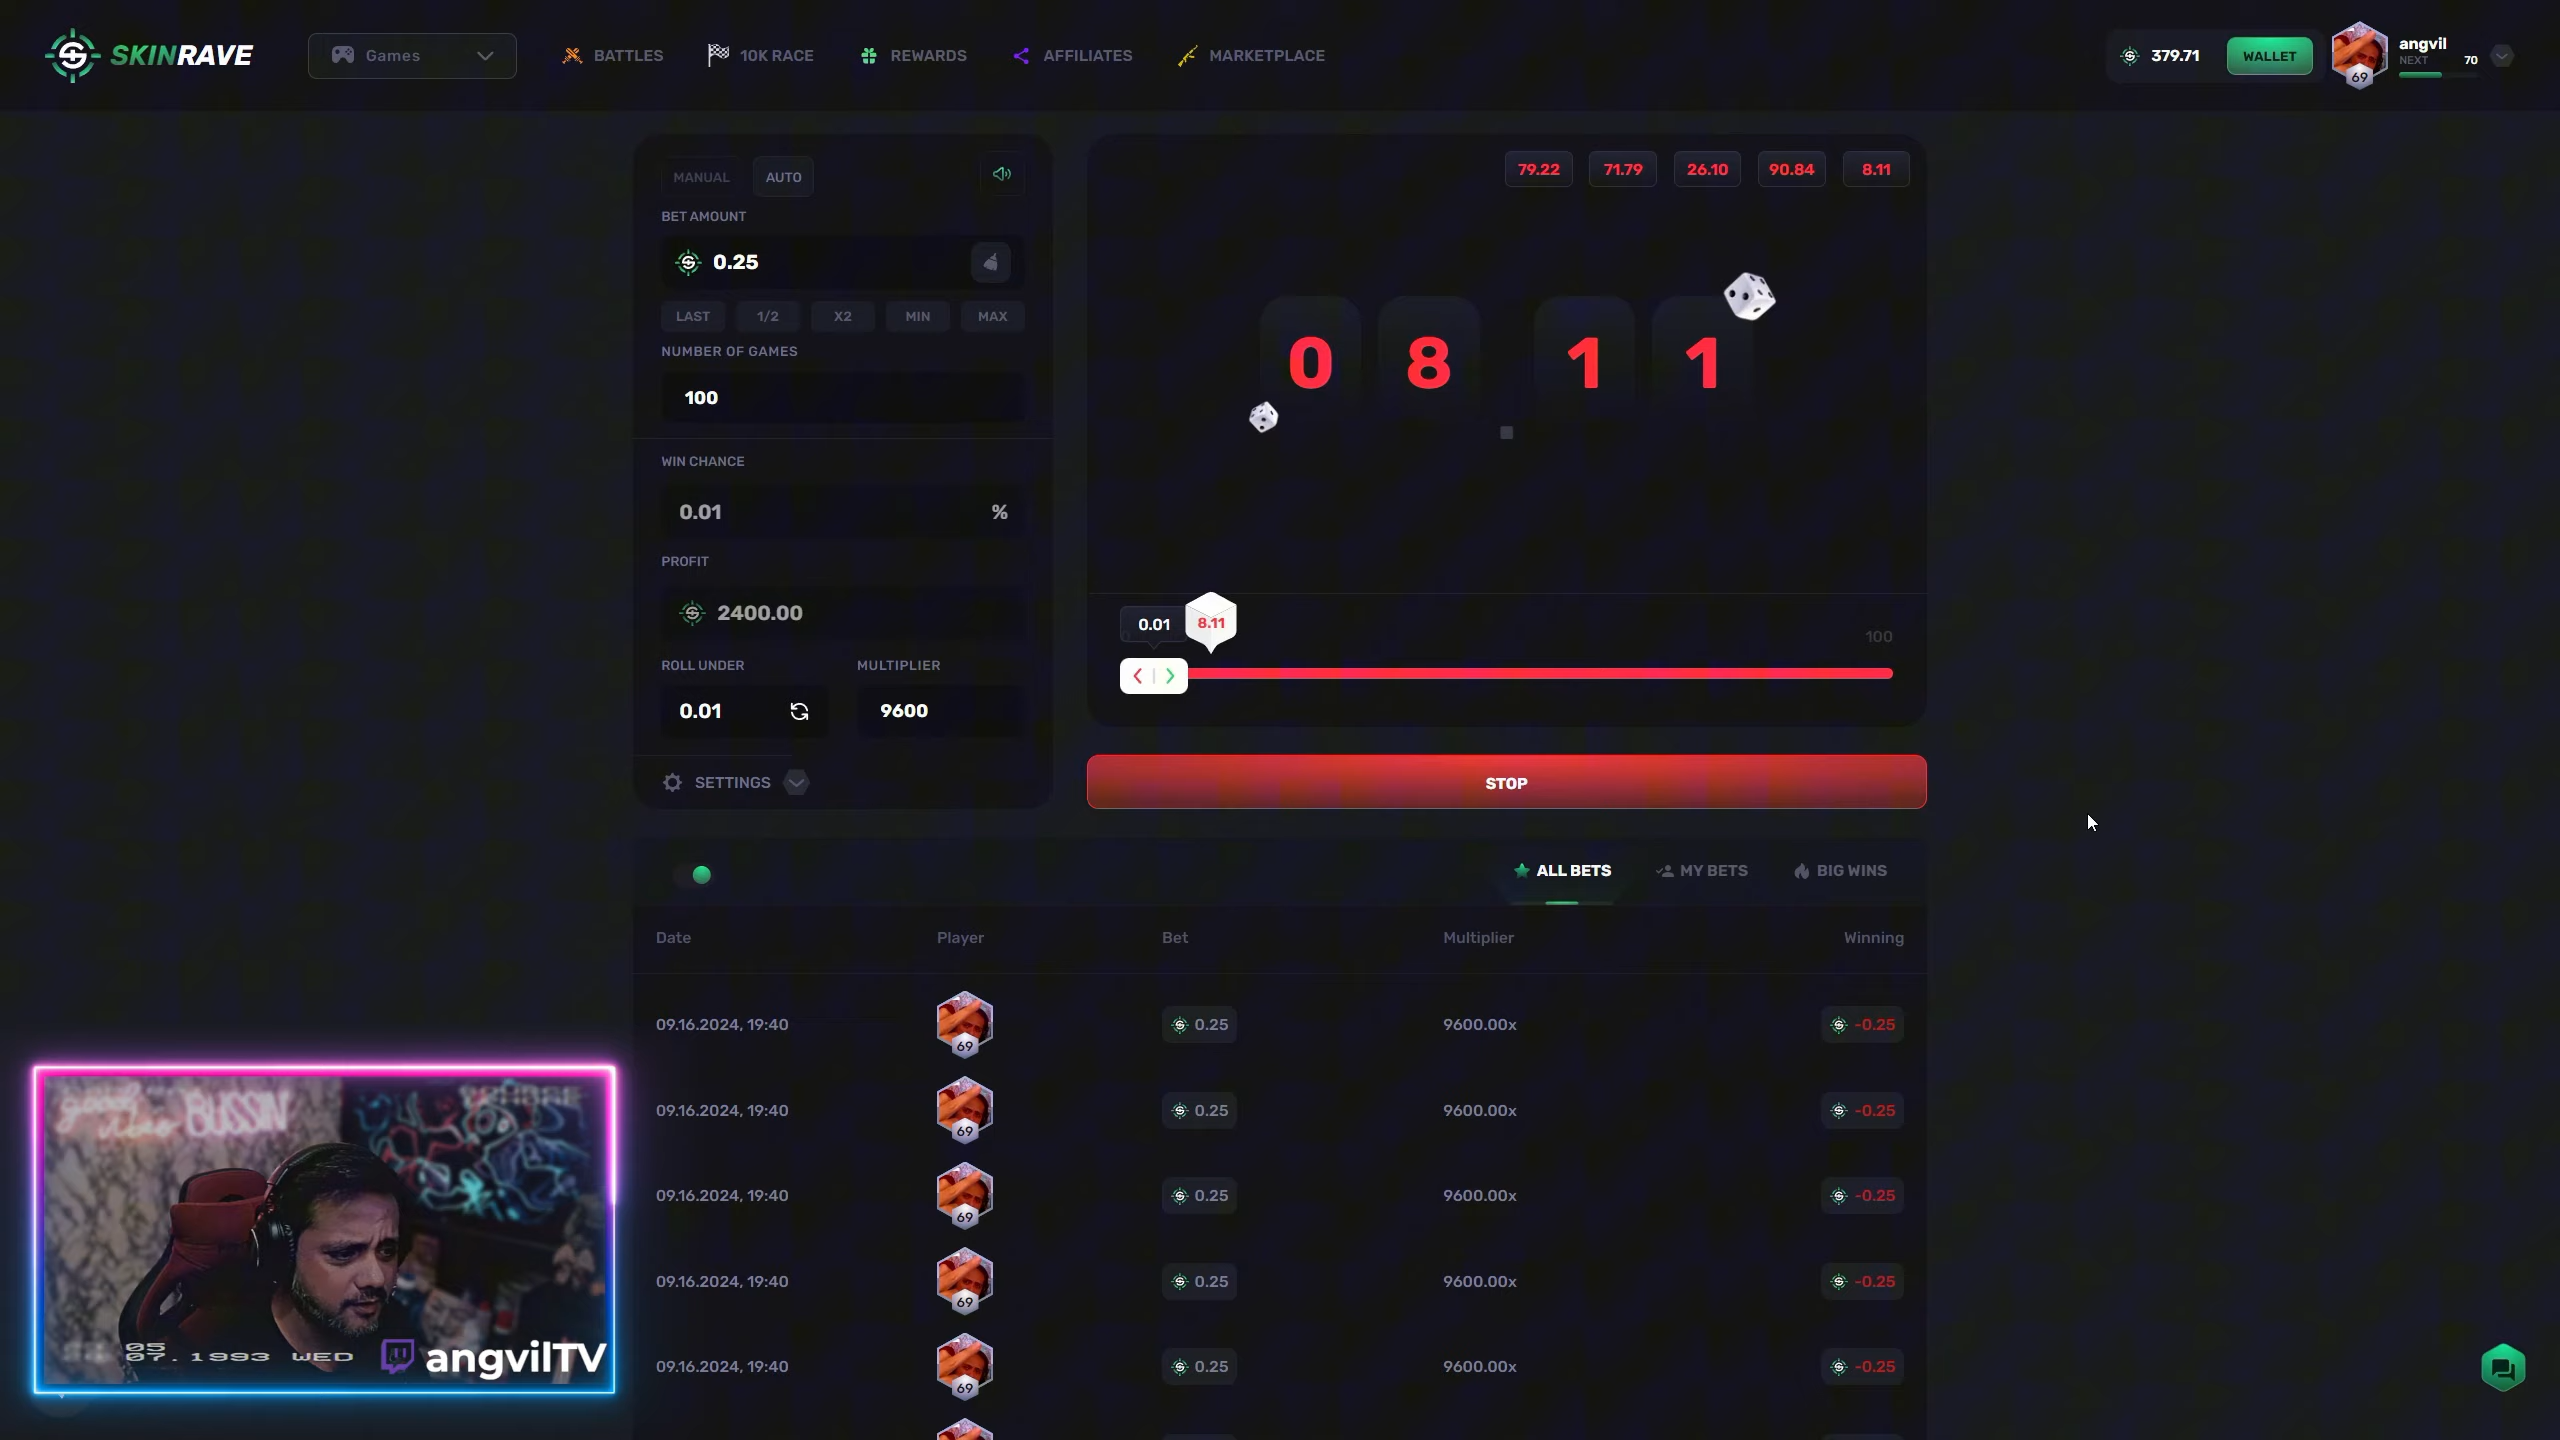 SKINRAVE
Games
BATTLES
10K RACE
REWARDS
AFFILIATES
MARKETPLACE
379.71
WALLET
angvil
NEXT 70
69
MANUAL
AUTO
79.22
71.79
26.10
90.84
8.11
BET AMOUNT
0.25
LAST
1/2
X2
MIN
MAX
NUMBER OF GAMES
100
0 8 1 1
WIN CHANCE
0.01 %
PROFIT
2400.00
0.01
8.11
100
ROLL UNDER
MULTIPLIER
0.01
9600
SETTINGS
STOP
ALL BETS
MY BETS
BIG WINS
Date Player Bet Multiplier Winning
09.16.2024, 19:40 69 0.25 9600.00x -0.25
09.16.2024, 19:40 69 0.25 9600.00x -0.25
09.16.2024, 19:40 69 0.25 9600.00x -0.25
09.16.2024, 19:40 69 0.25 9600.00x -0.25
09.16.2024, 19:40 69 0.25 9600.00x -0.25
good
BUSSIN
05
07.1993 WED
angvilTV